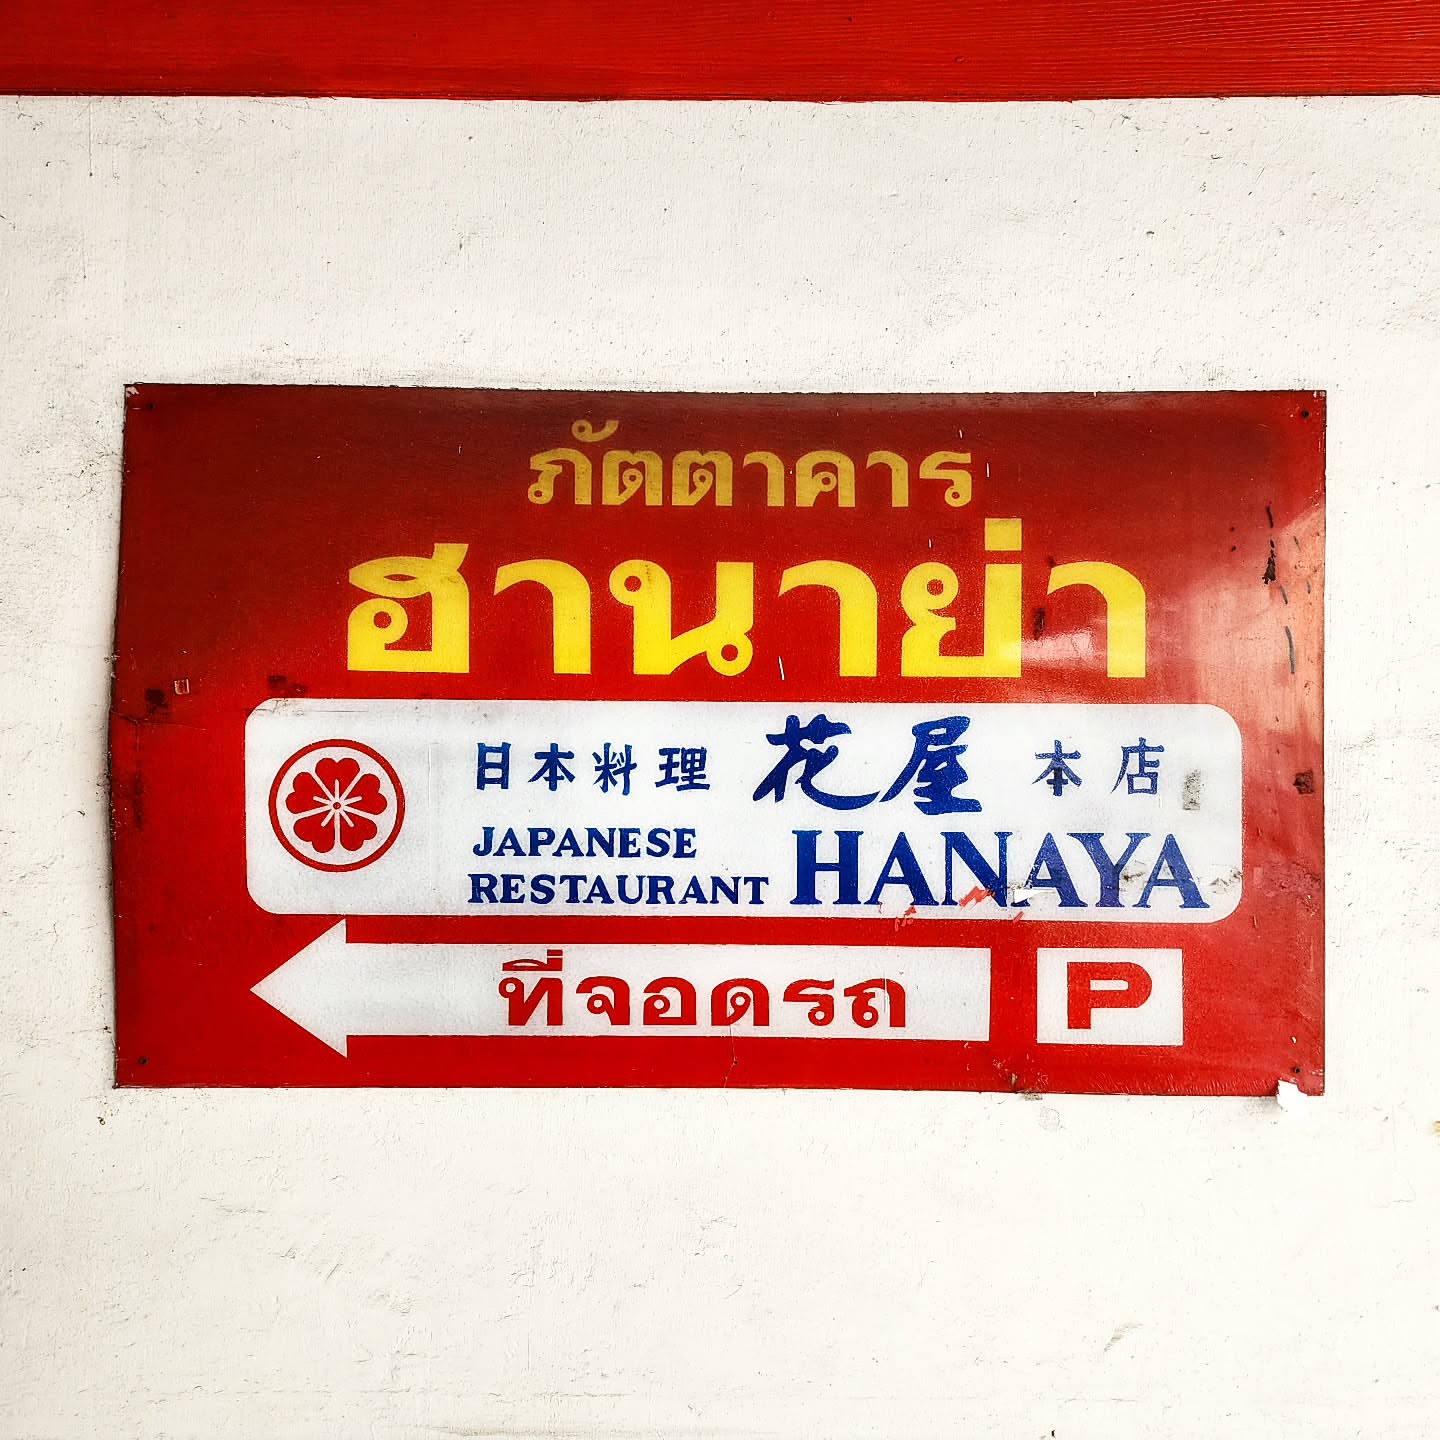 ภัตตาคาร
ฮานาย่า
日本料理 花屋 本店
JAPANESE RESTAURANT HANAYA
ที่จอดรถ P